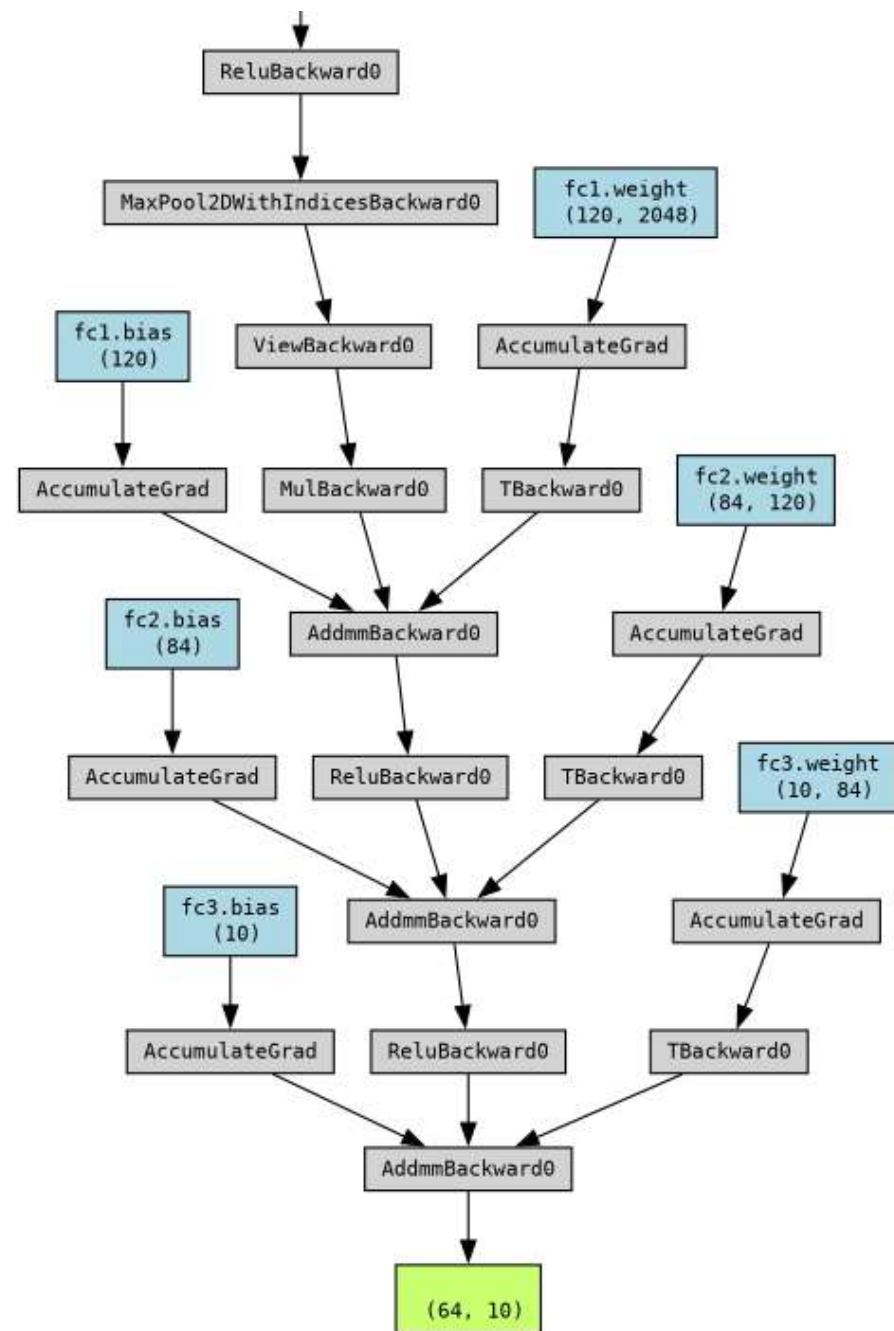 ReluBackward0
MaxPool2DWithIndicesBackward0
fc1.weight
(120, 2048)
fc1.bias
(120)
ViewBackward0
AccumulateGrad
AccumulateGrad
MulBackward0
TBackward0
fc2.weight
(84, 120)
fc2.bias
(84)
AddmmBackward0
AccumulateGrad
AccumulateGrad
ReluBackward0
TBackward0
fc3.weight
(10, 84)
fc3.bias
(10)
AddmmBackward0
AccumulateGrad
AccumulateGrad
ReluBackward0
TBackward0
AddmmBackward0
(64, 10)